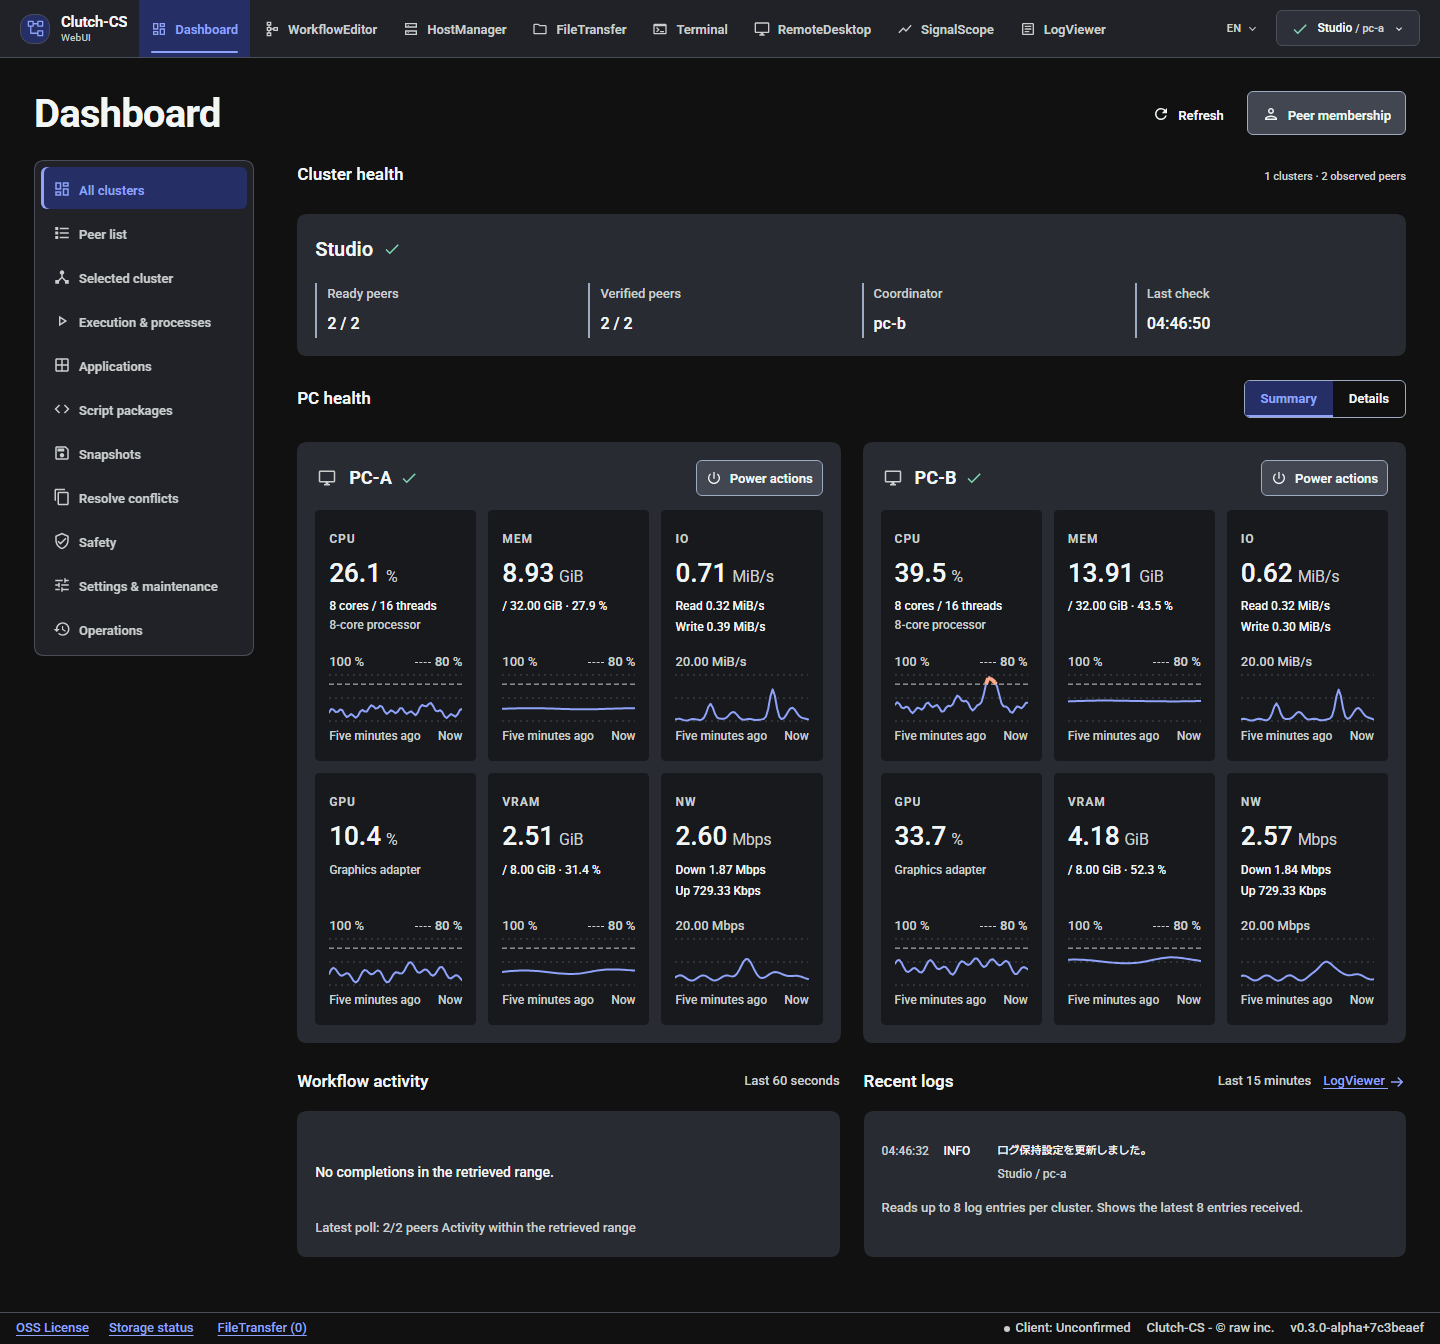 Clutch-CS
WebUI
Dashboard
WorkflowEditor
HostManager
FileTransfer
Terminal
RemoteDesktop
SignalScope
LogViewer
EN
Studio / pc-a
Dashboard
Refresh
Peer membership
All clusters
Peer list
Selected cluster
Execution & processes
Applications
Script packages
Snapshots
Resolve conflicts
Safety
Settings & maintenance
Operations
Cluster health
1 clusters · 2 observed peers
Studio
Ready peers
2 / 2
Verified peers
2 / 2
Coordinator
pc-b
Last check
04:46:50
PC health
Summary
Details
PC-A
Power actions
CPU
26.1 %
8 cores / 16 threads
8-core processor
100 % ---- 80 %
Five minutes ago Now
MEM
8.93 GiB
/ 32.00 GiB · 27.9 %
100 % ---- 80 %
Five minutes ago Now
IO
0.71 MiB/s
Read 0.32 MiB/s
Write 0.39 MiB/s
20.00 MiB/s
Five minutes ago Now
GPU
10.4 %
Graphics adapter
100 % ---- 80 %
Five minutes ago Now
VRAM
2.51 GiB
/ 8.00 GiB · 31.4 %
100 % ---- 80 %
Five minutes ago Now
NW
2.60 Mbps
Down 1.87 Mbps
Up 729.33 Kbps
20.00 Mbps
Five minutes ago Now
PC-B
Power actions
CPU
39.5 %
8 cores / 16 threads
8-core processor
100 % ---- 80 %
Five minutes ago Now
MEM
13.91 GiB
/ 32.00 GiB · 43.5 %
100 % ---- 80 %
Five minutes ago Now
IO
0.62 MiB/s
Read 0.32 MiB/s
Write 0.30 MiB/s
20.00 MiB/s
Five minutes ago Now
GPU
33.7 %
Graphics adapter
100 % ---- 80 %
Five minutes ago Now
VRAM
4.18 GiB
/ 8.00 GiB · 52.3 %
100 % ---- 80 %
Five minutes ago Now
NW
2.57 Mbps
Down 1.84 Mbps
Up 729.33 Kbps
20.00 Mbps
Five minutes ago Now
Workflow activity
Last 60 seconds
No completions in the retrieved range.
Latest poll: 2/2 peers Activity within the retrieved range
Recent logs
Last 15 minutes
LogViewer →
04:46:32 INFO ログ保持設定を更新しました。
Studio / pc-a
Reads up to 8 log entries per cluster. Shows the latest 8 entries received.
OSS License
Storage status
FileTransfer (0)
● Client: Unconfirmed
Clutch-CS - © raw inc.
v0.3.0-alpha+7c3beaef